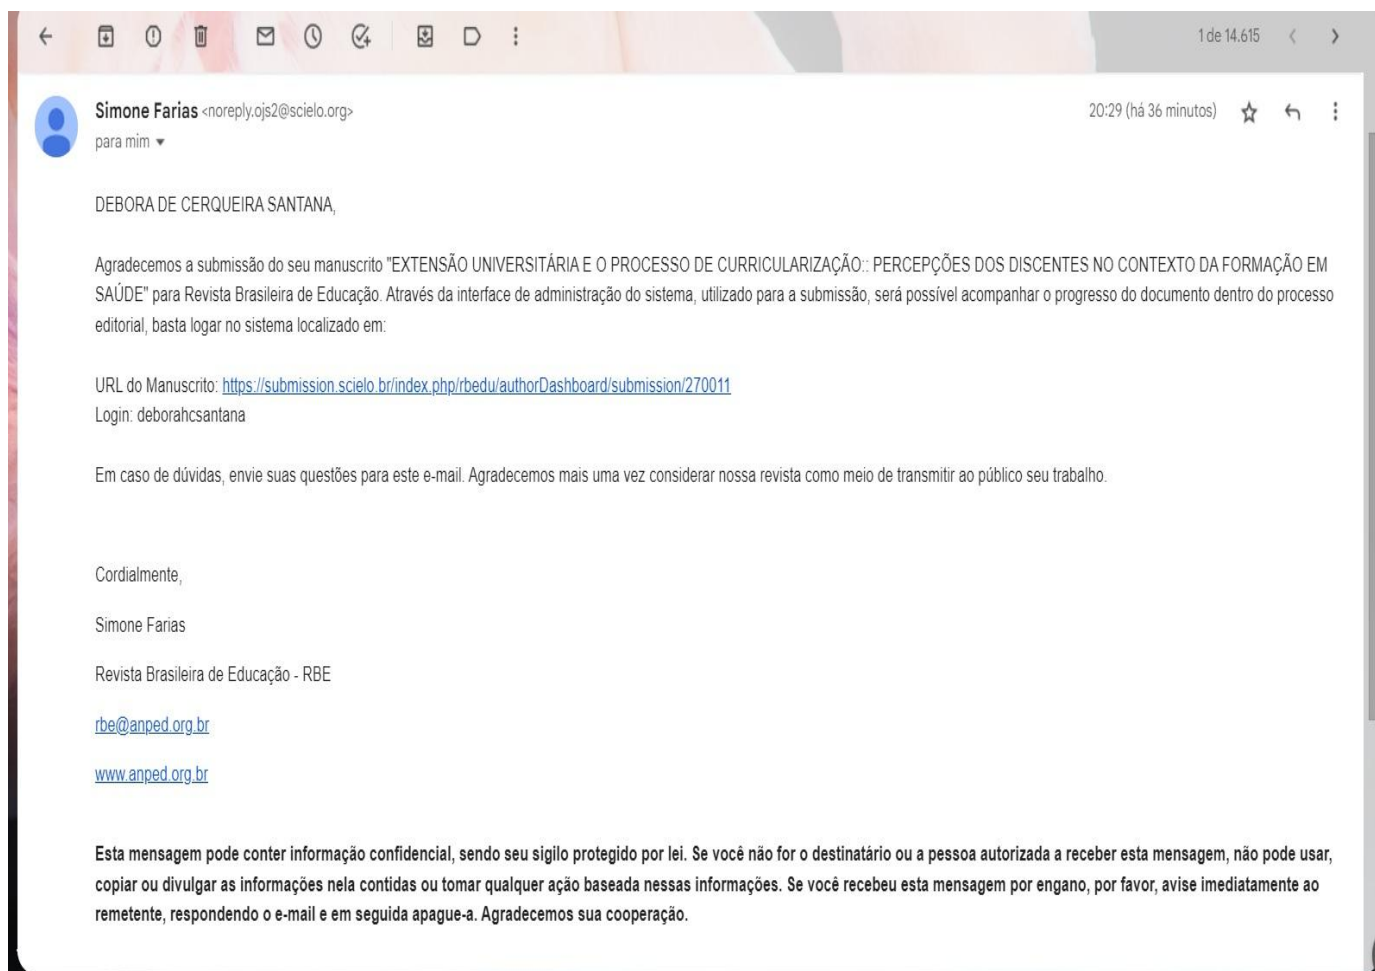 1 de 14.615
Simone Farias <noreply.ojs2@scielo.org>
20:29 (há 36 minutos)
para mim
DEBORA DE CERQUEIRA SANTANA,
Agradecemos a submissão do seu manuscrito "EXTENSÃO UNIVERSITÁRIA E O PROCESSO DE CURRICULARIZAÇÃO:: PERCEPÇÕES DOS DISCENTES NO CONTEXTO DA FORMAÇÃO EM
SAÚDE" para Revista Brasileira de Educação. Através da interface de administração do sistema, utilizado para a submissão, será possível acompanhar o progresso do documento dentro do processo
editorial, basta logar no sistema localizado em:
URL do Manuscrito: https://submission.scielo.br/index.php/rbedu/authorDashboard/submission/270011
Login: deborahcsantana
Em caso de dúvidas, envie suas questões para este e-mail. Agradecemos mais uma vez considerar nossa revista como meio de transmitir ao público seu trabalho.
Cordialmente,
Simone Farias
Revista Brasileira de Educação - RBE
rbe@anped.org.br
www.anped.org.br
Esta mensagem pode conter informação confidencial, sendo seu sigilo protegido por lei. Se você não for o destinatário ou a pessoa autorizada a receber esta mensagem, não pode usar,
copiar ou divulgar as informações nela contidas ou tomar qualquer ação baseada nessas informações. Se você recebeu esta mensagem por engano, por favor, avise imediatamente ao
remetente, respondendo o e-mail e em seguida apague-a. Agradecemos sua cooperação.